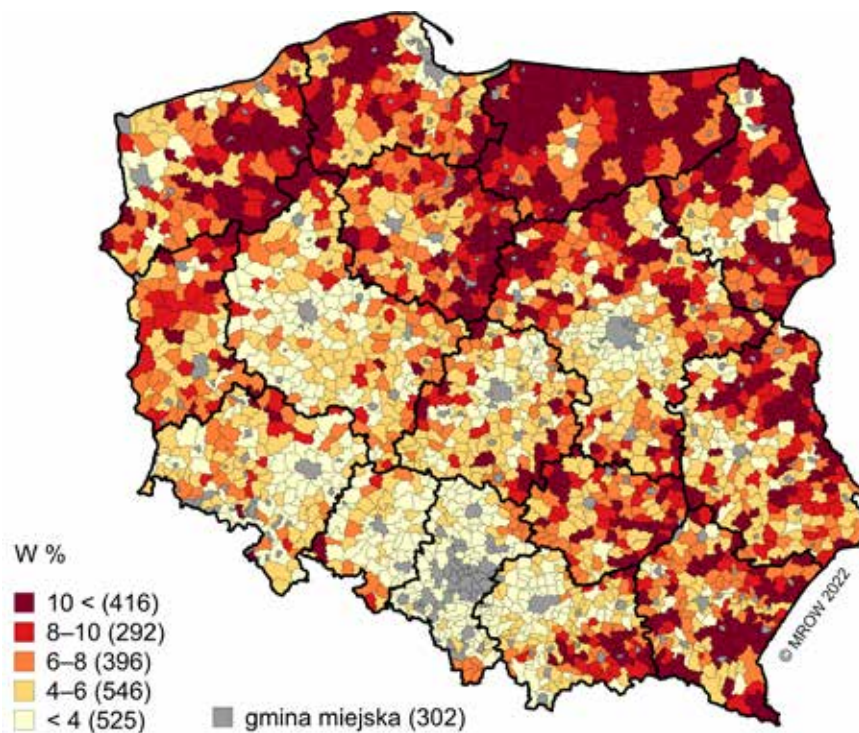 © MROW 2022
W %
10 < (416)
8–10 (292)
6–8 (396)
4–6 (546)
< 4 (525)
gmina miejska (302)